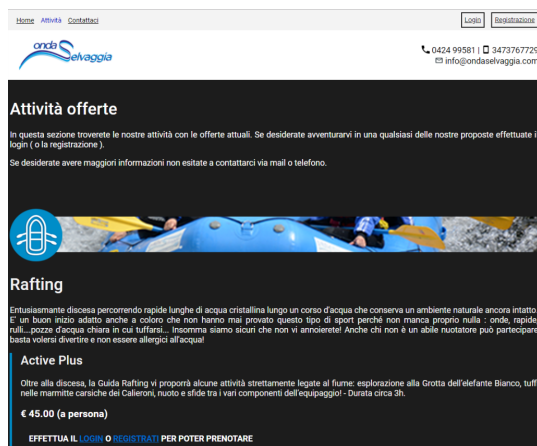 Home Attività Contattaci
Login Registrazione
onda Selvaggia
0424 99581 | 3473767729
info@ondaselvaggia.com
Attività offerte
In questa sezione troverete le nostre attività con le offerte attuali. Se desiderate avventurarvi in una qualsiasi delle nostre proposte effettuate i
login ( o la registrazione ).
Se desiderate avere maggiori informazioni non esitate a contattarci via mail o telefono.
Rafting
Entusiasmante discesa percorrendo rapide lunghe di acqua cristallina lungo un corso d'acqua che conserva un ambiente naturale ancora intatto.
E' un buon inizio adatto anche a coloro che non hanno mai provato questo tipo di sport perché non manca proprio nulla : onde, rapide,
rulli...pozze d'acqua chiara in cui tuffarsi... Insomma siamo sicuri che non vi annoierete! Anche chi non è un abile nuotatore può partecipare,
basta volersi divertire e non essere allergici all'acqua!
Active Plus
Oltre alla discesa, la Guida Rafting vi proporrà alcune attività strettamente legate al fiume: esplorazione alla Grotta dell'elefante Bianco, tuff
nelle marmitte carsiche dei Calieroni, nuoto e sfide tra i vari componenti dell'equipaggio! - Durata circa 3h.
€ 45.00 (a persona)
EFFETTUA IL LOGIN O REGISTRATI PER POTER PRENOTARE